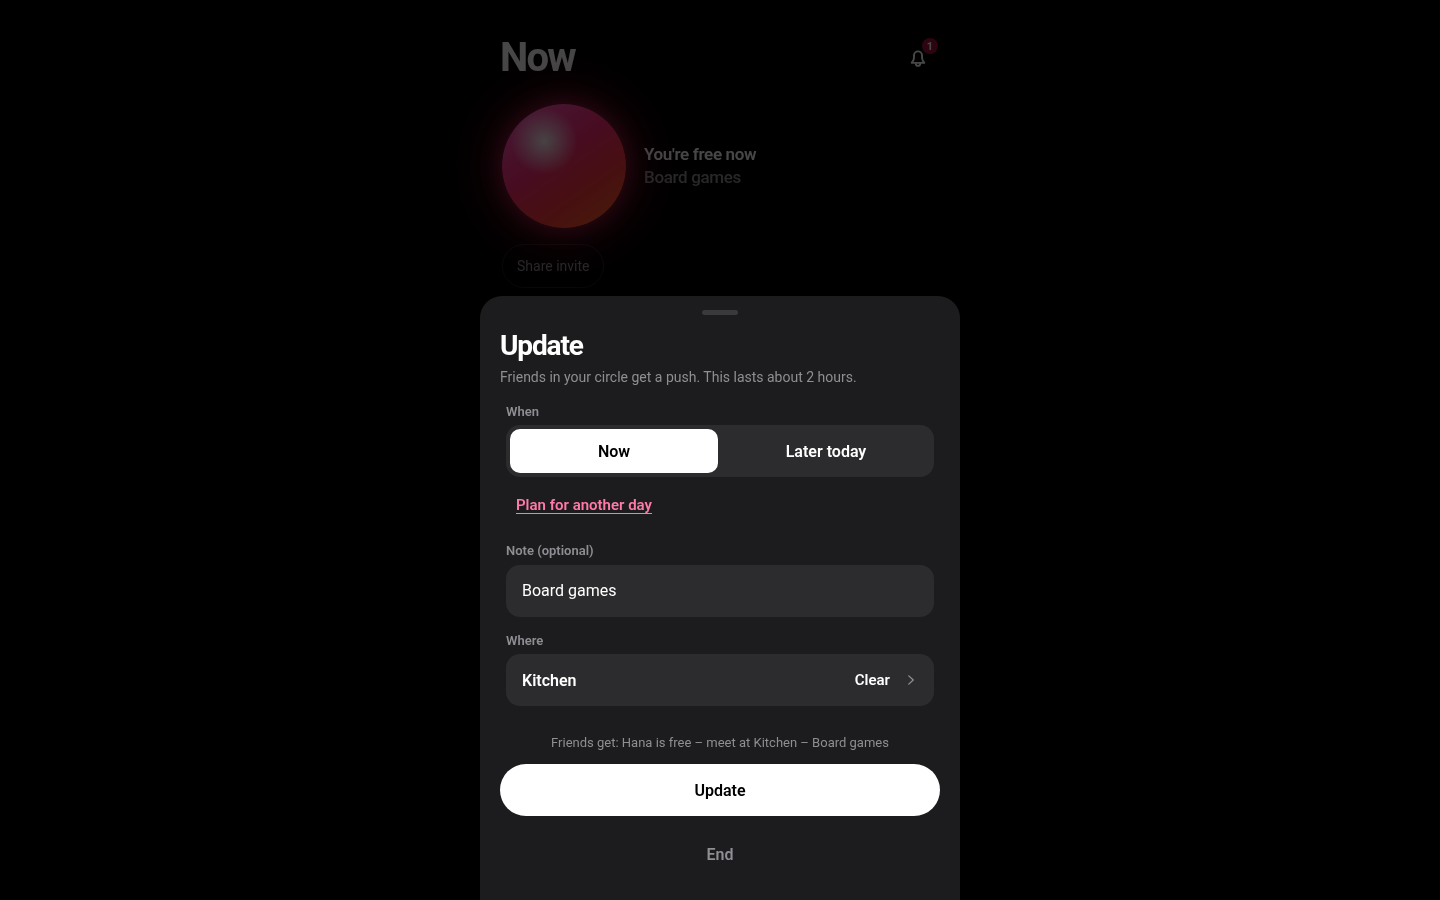 Now
1
You're free now
Board games
Share invite
Update
Friends in your circle get a push. This lasts about 2 hours.
When
Now
Later today
Plan for another day
Note (optional)
Board games
Where
Kitchen
Clear
Friends get: Hana is free – meet at Kitchen – Board games
Update
End